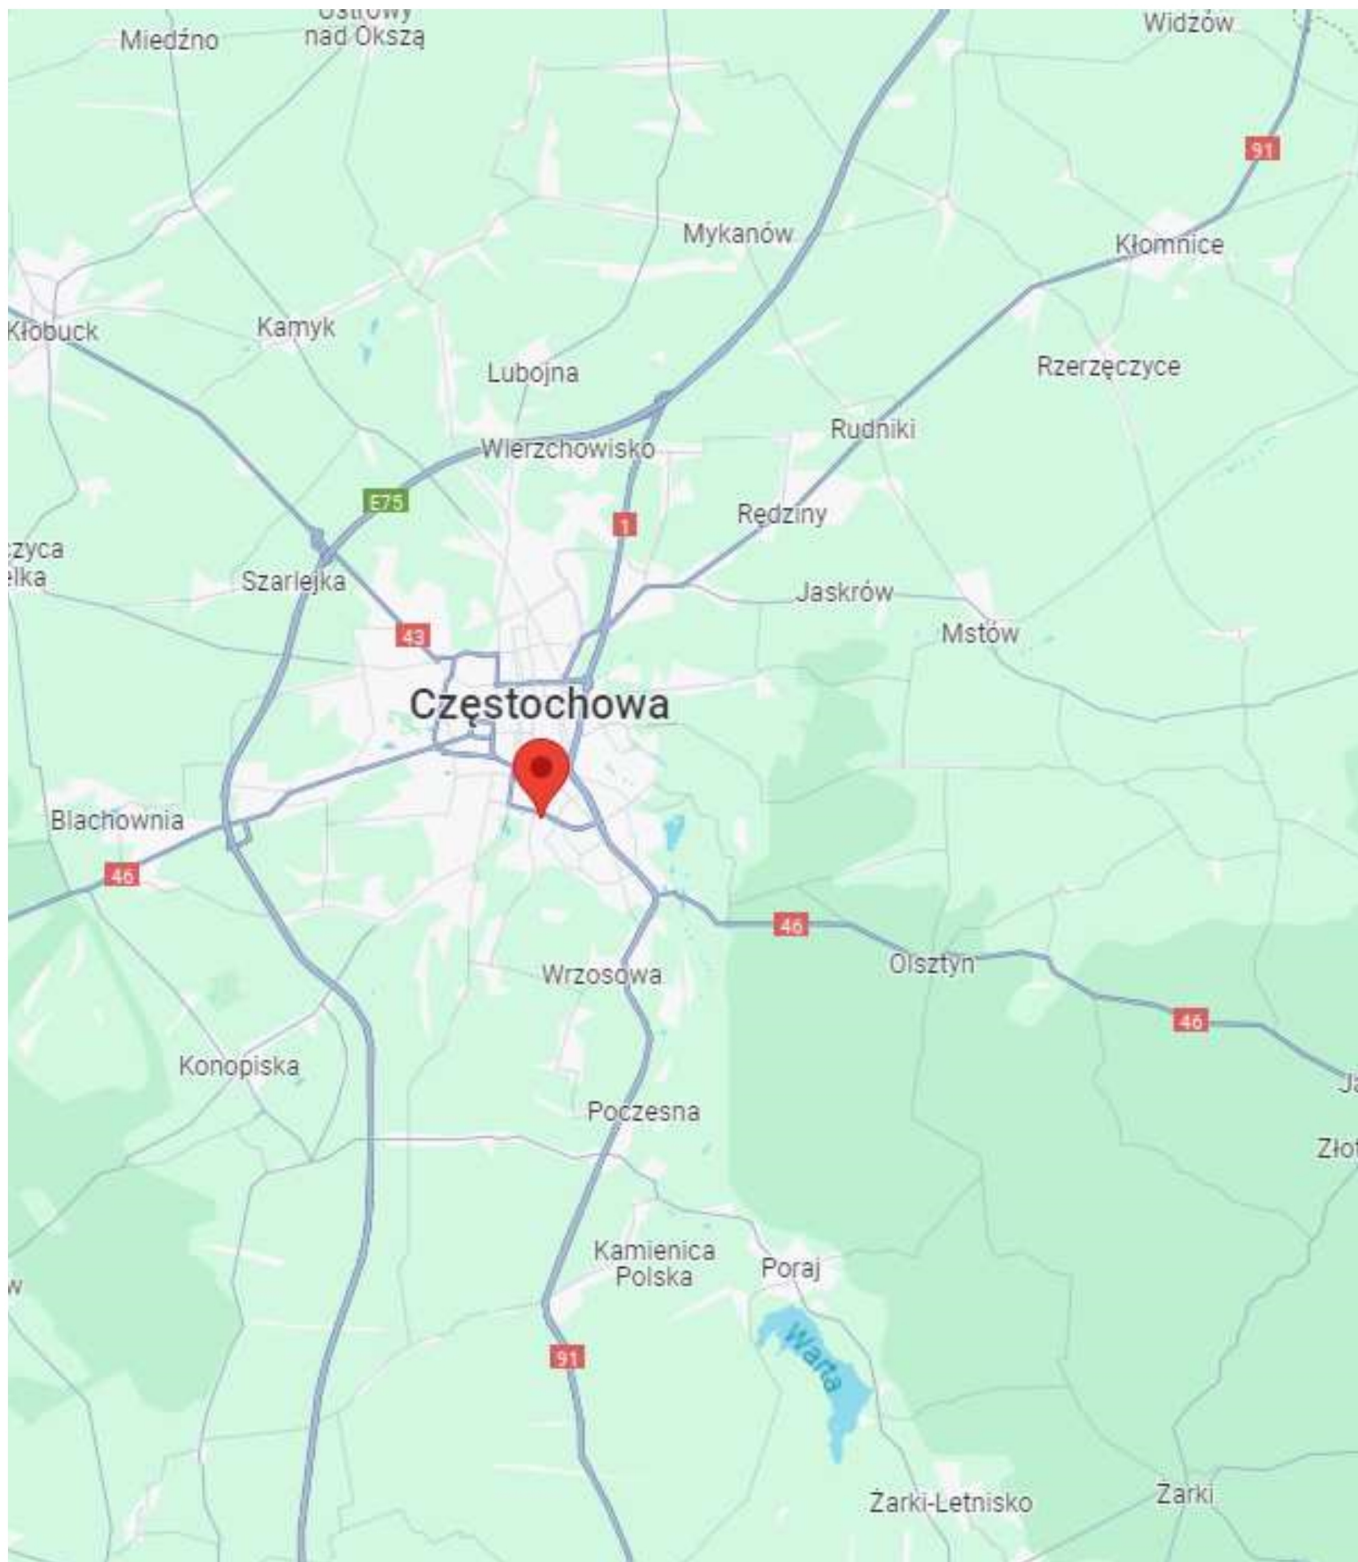 Ostrowy
nad Okszą
Miedźno
Widzów
91
Mykanów
Kłomnice
Kłobuck
Kamyk
Lubojna
Rzerzęczyce
Rudniki
Wierzchowisko
E75
1
Rędziny
Szarlejka
Jaskrów
43
Mstów
Częstochowa
Blachownia
46
46
Olsztyn
Wrzosowa
46
Konopiska
Poczesna
Kamienica
Polska
Poraj
91
Warta
Żarki-Letnisko
Żarki